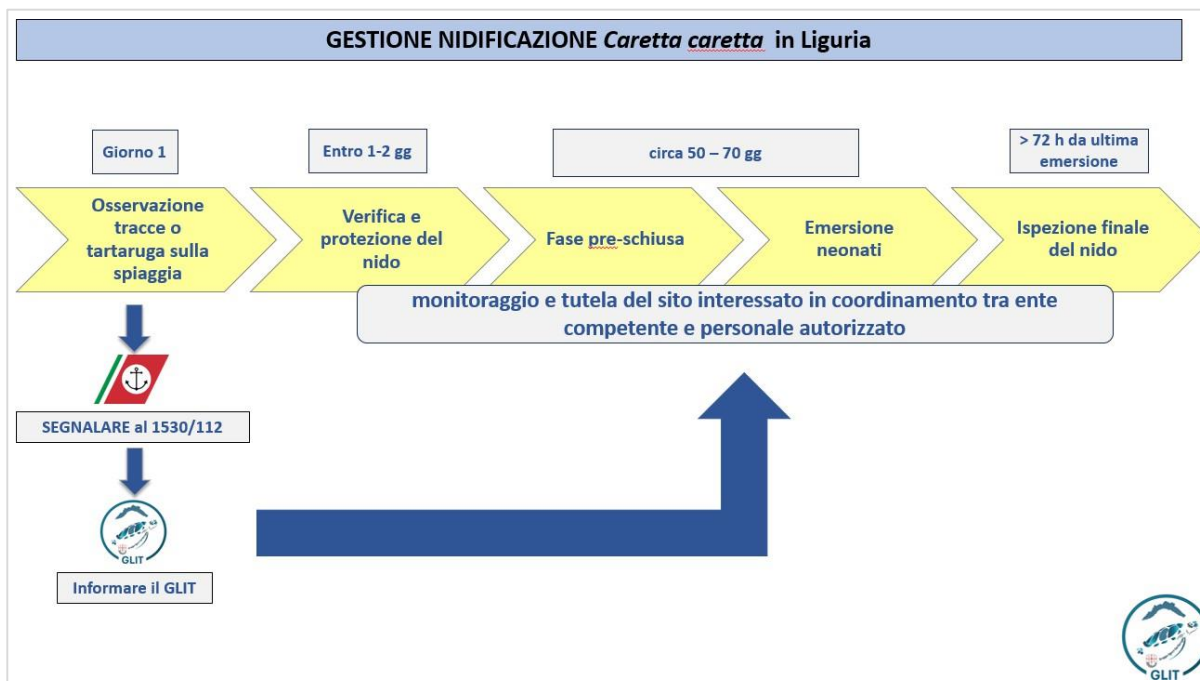 GESTIONE NIDIFICAZIONE Caretta caretta in Liguria
Giorno 1
Entro 1-2 gg
circa 50 – 70 gg
> 72 h da ultima
emersione
Osservazione
tracce o
tartaruga sulla
spiaggia
Verifica e
protezione del
nido
Fase pre-schiusa
Emersione
neonati
Ispezione finale
del nido
monitoraggio e tutela del sito interessato in coordinamento tra ente
competente e personale autorizzato
SEGNALARE al 1530/112
GLIT
Informare il GLIT
GLIT